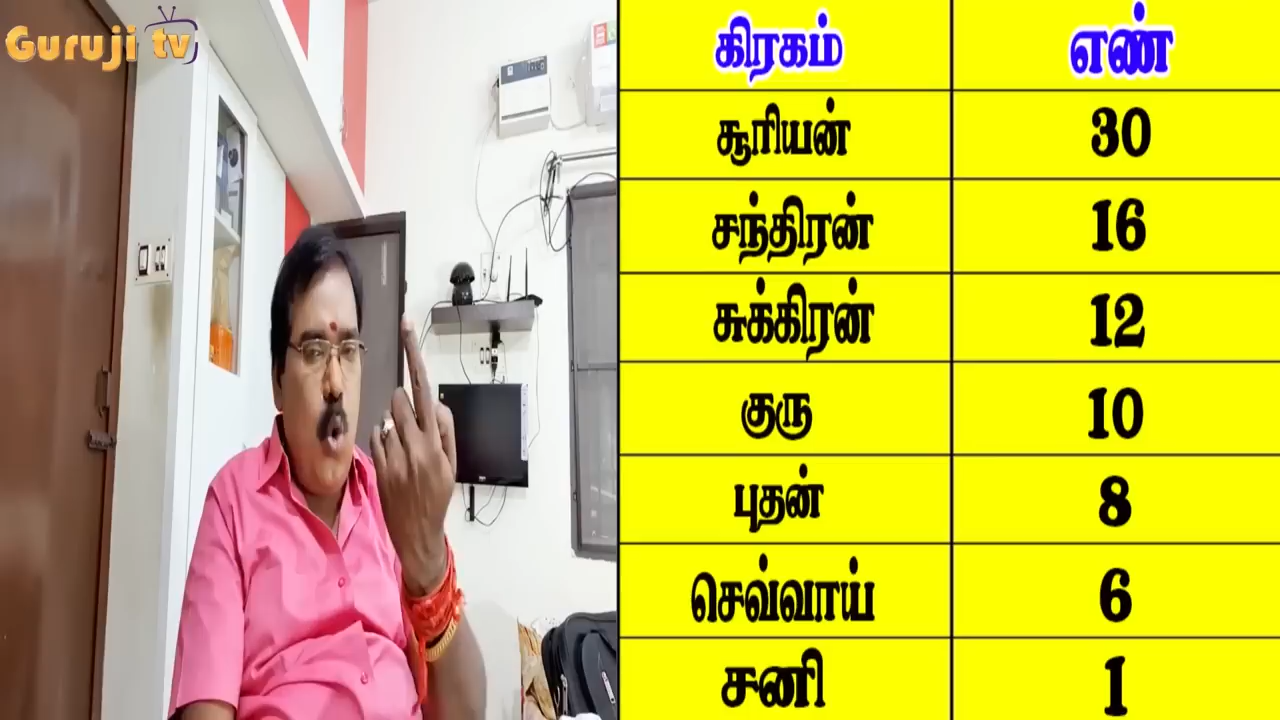 Guruji tv
கிரகம் எண்
சூரியன் 30
சந்திரன் 16
சுக்கிரன் 12
குரு 10
புதன் 8
செவ்வாய் 6
சனி 1